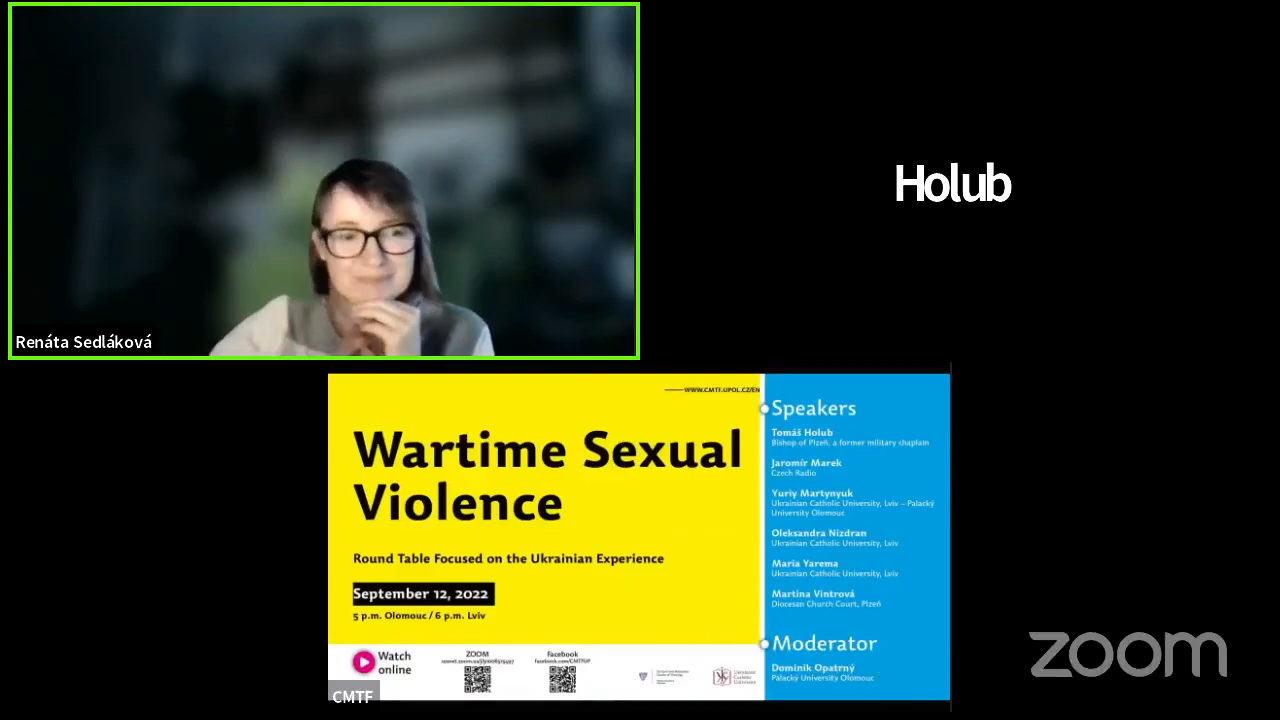 Renáta Sedláková
Holub
WWW.CMTF.UPOL.CZ/EN
Wartime Sexual
Violence
Round Table Focused on the Ukrainian Experience
September 12, 2022
5 p.m. Olomouc / 6 p.m. Lviv
Watch
online
ZOOM
Facebook
facebook.com/CMTFUP
CMTF
Speakers
Tomáš Holub
Bishop of Plzeň, a former military chaplain
Jaromír Marek
Czech Radio
Yuriy Martynyuk
Ukrainian Catholic University, Lviv – Palacký
University Olomouc
Oleksandra Nizdran
Ukrainian Catholic University, Lviv
Maria Yarema
Ukrainian Catholic University, Lviv
Martina Vintrová
Diocesan Church Court, Plzeň
Moderator
Dominik Opatrný
Palacký University Olomouc
zoom